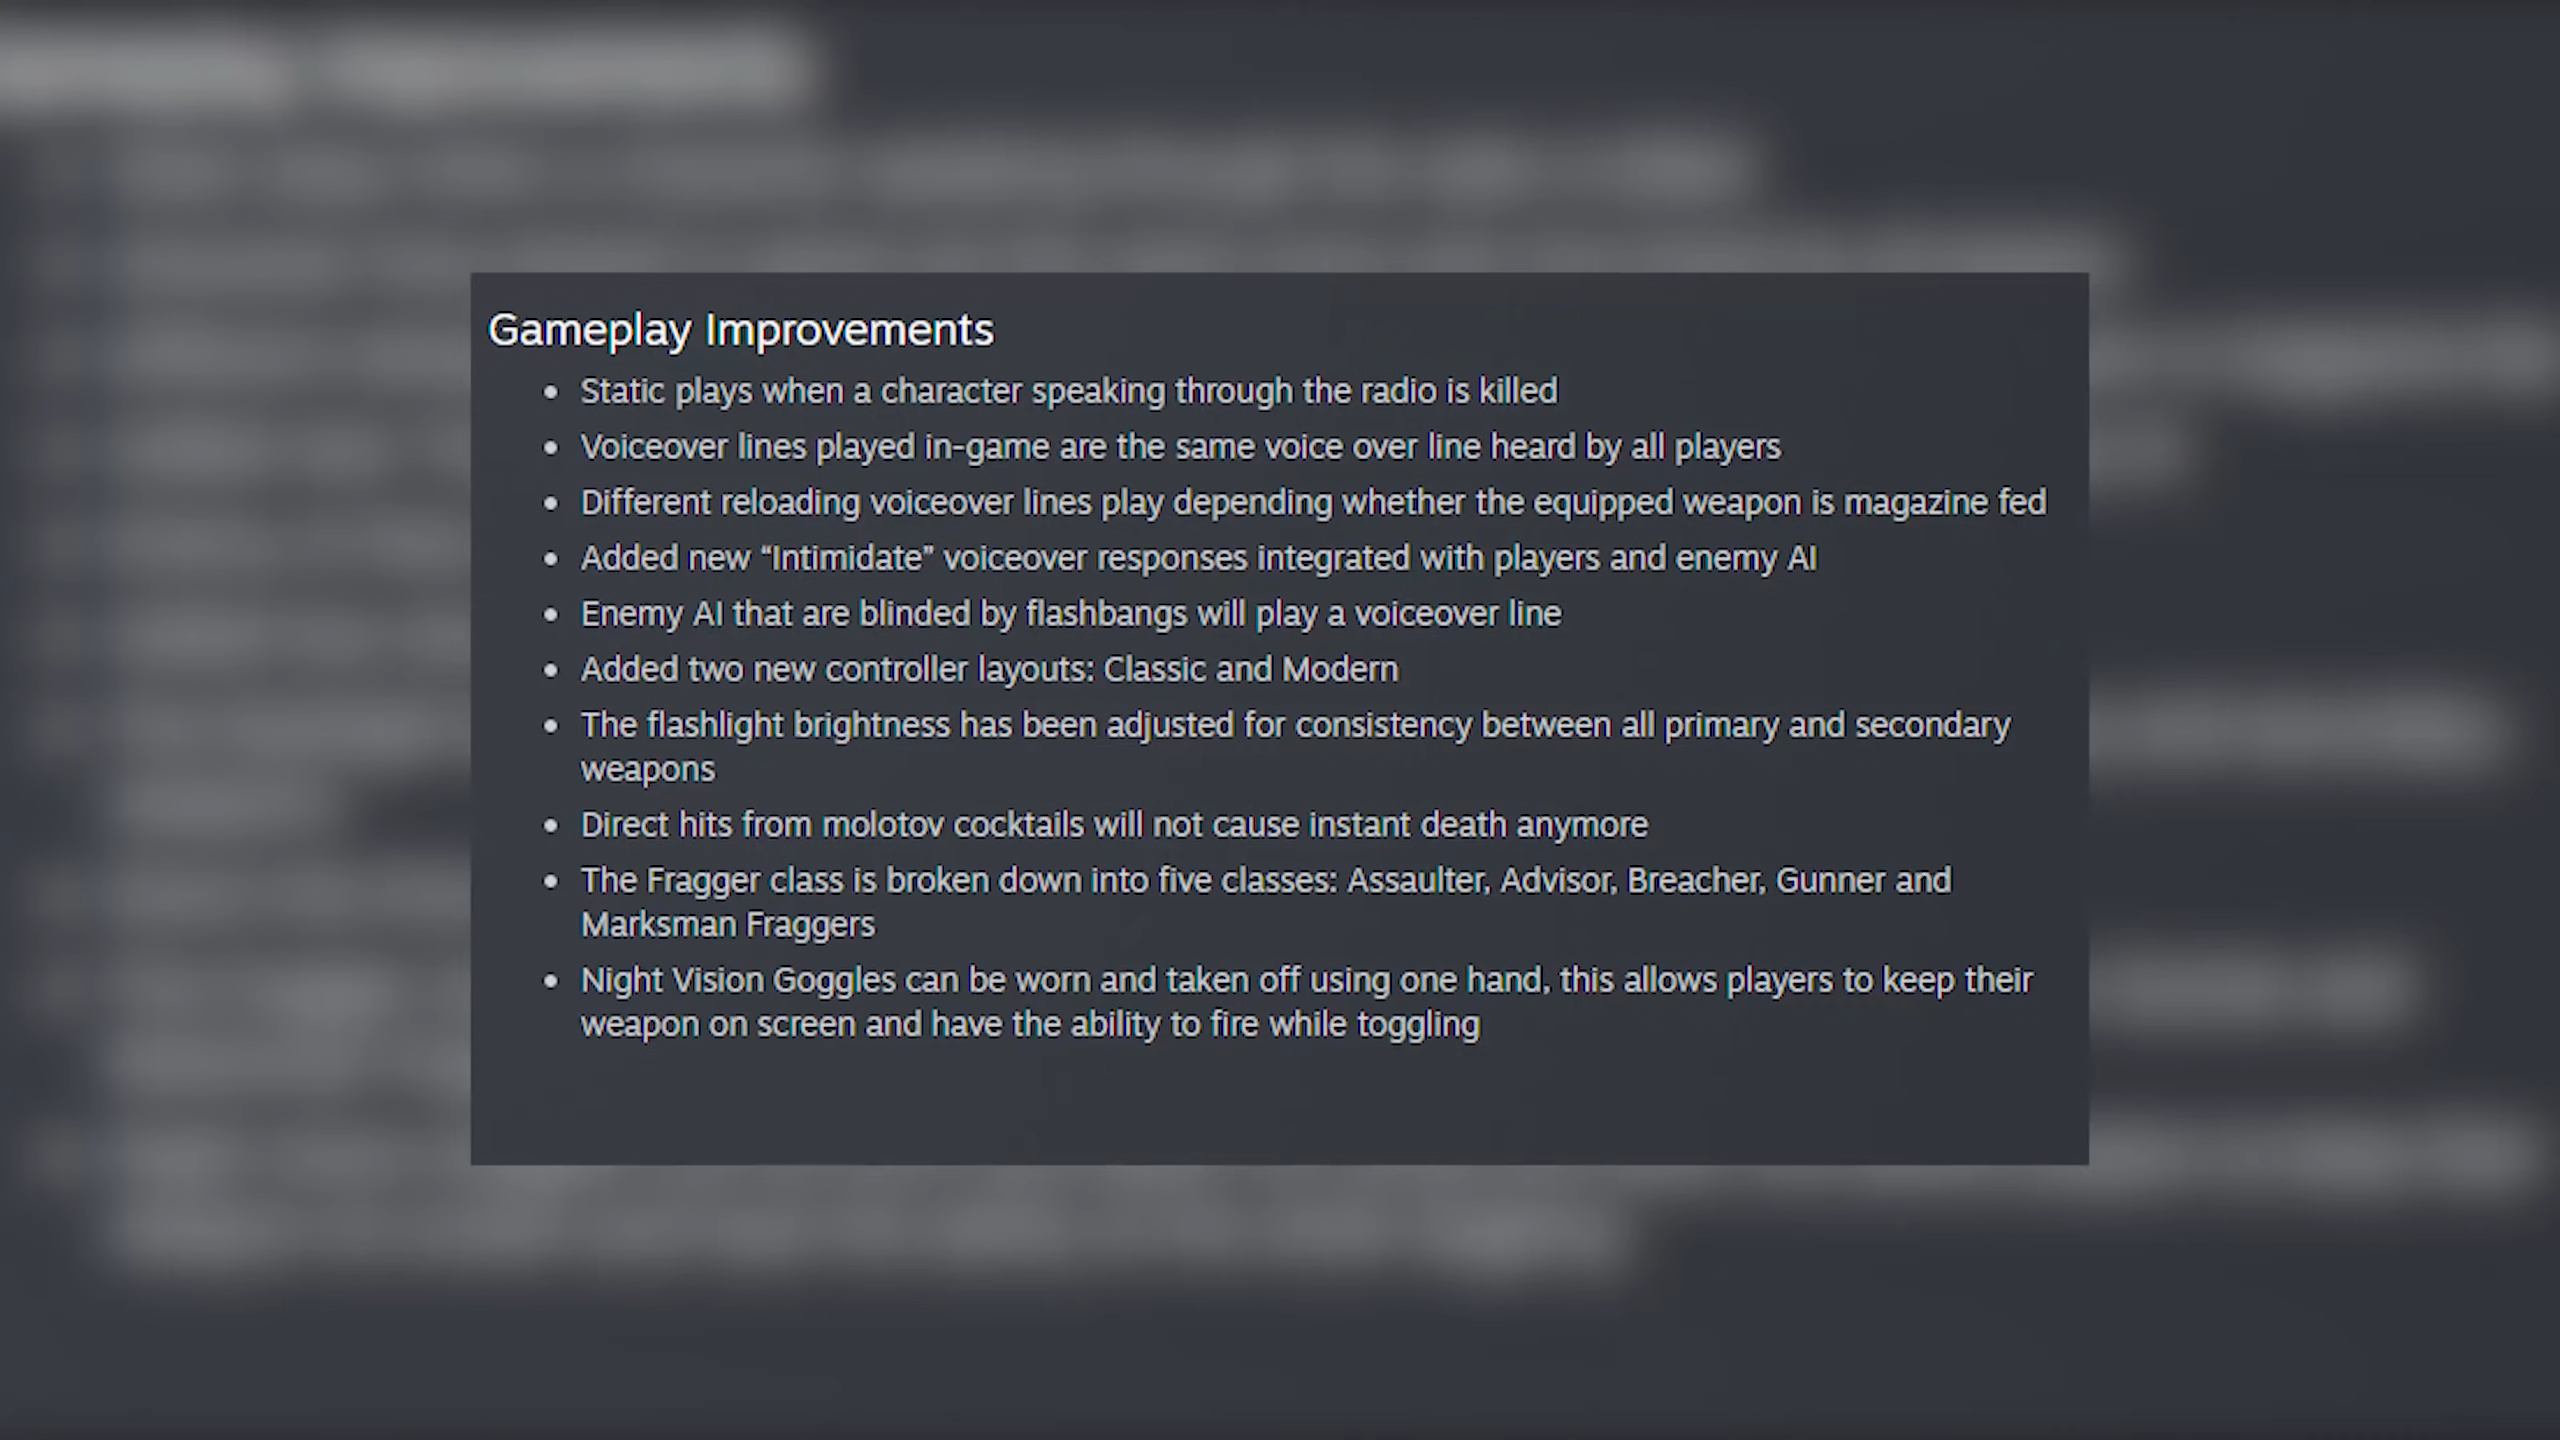 Gameplay Improvements
• Static plays when a character speaking through the radio is killed
• Voiceover lines played in-game are the same voice over line heard by all players
• Different reloading voiceover lines play depending whether the equipped weapon is magazine fed
• Added new “Intimidate” voiceover responses integrated with players and enemy AI
• Enemy AI that are blinded by flashbangs will play a voiceover line
• Added two new controller layouts: Classic and Modern
• The flashlight brightness has been adjusted for consistency between all primary and secondary
weapons
• Direct hits from molotov cocktails will not cause instant death anymore
• The Fragger class is broken down into five classes: Assaulter, Advisor, Breacher, Gunner and
Marksman Fraggers
• Night Vision Goggles can be worn and taken off using one hand, this allows players to keep their
weapon on screen and have the ability to fire while toggling